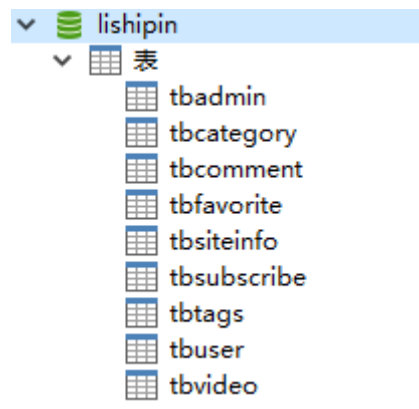 lishipin
表
tbadmin
tbcategory
tbcomment
tbfavorite
tbsiteinfo
tbsubscribe
tbtags
tbuser
tbvideo